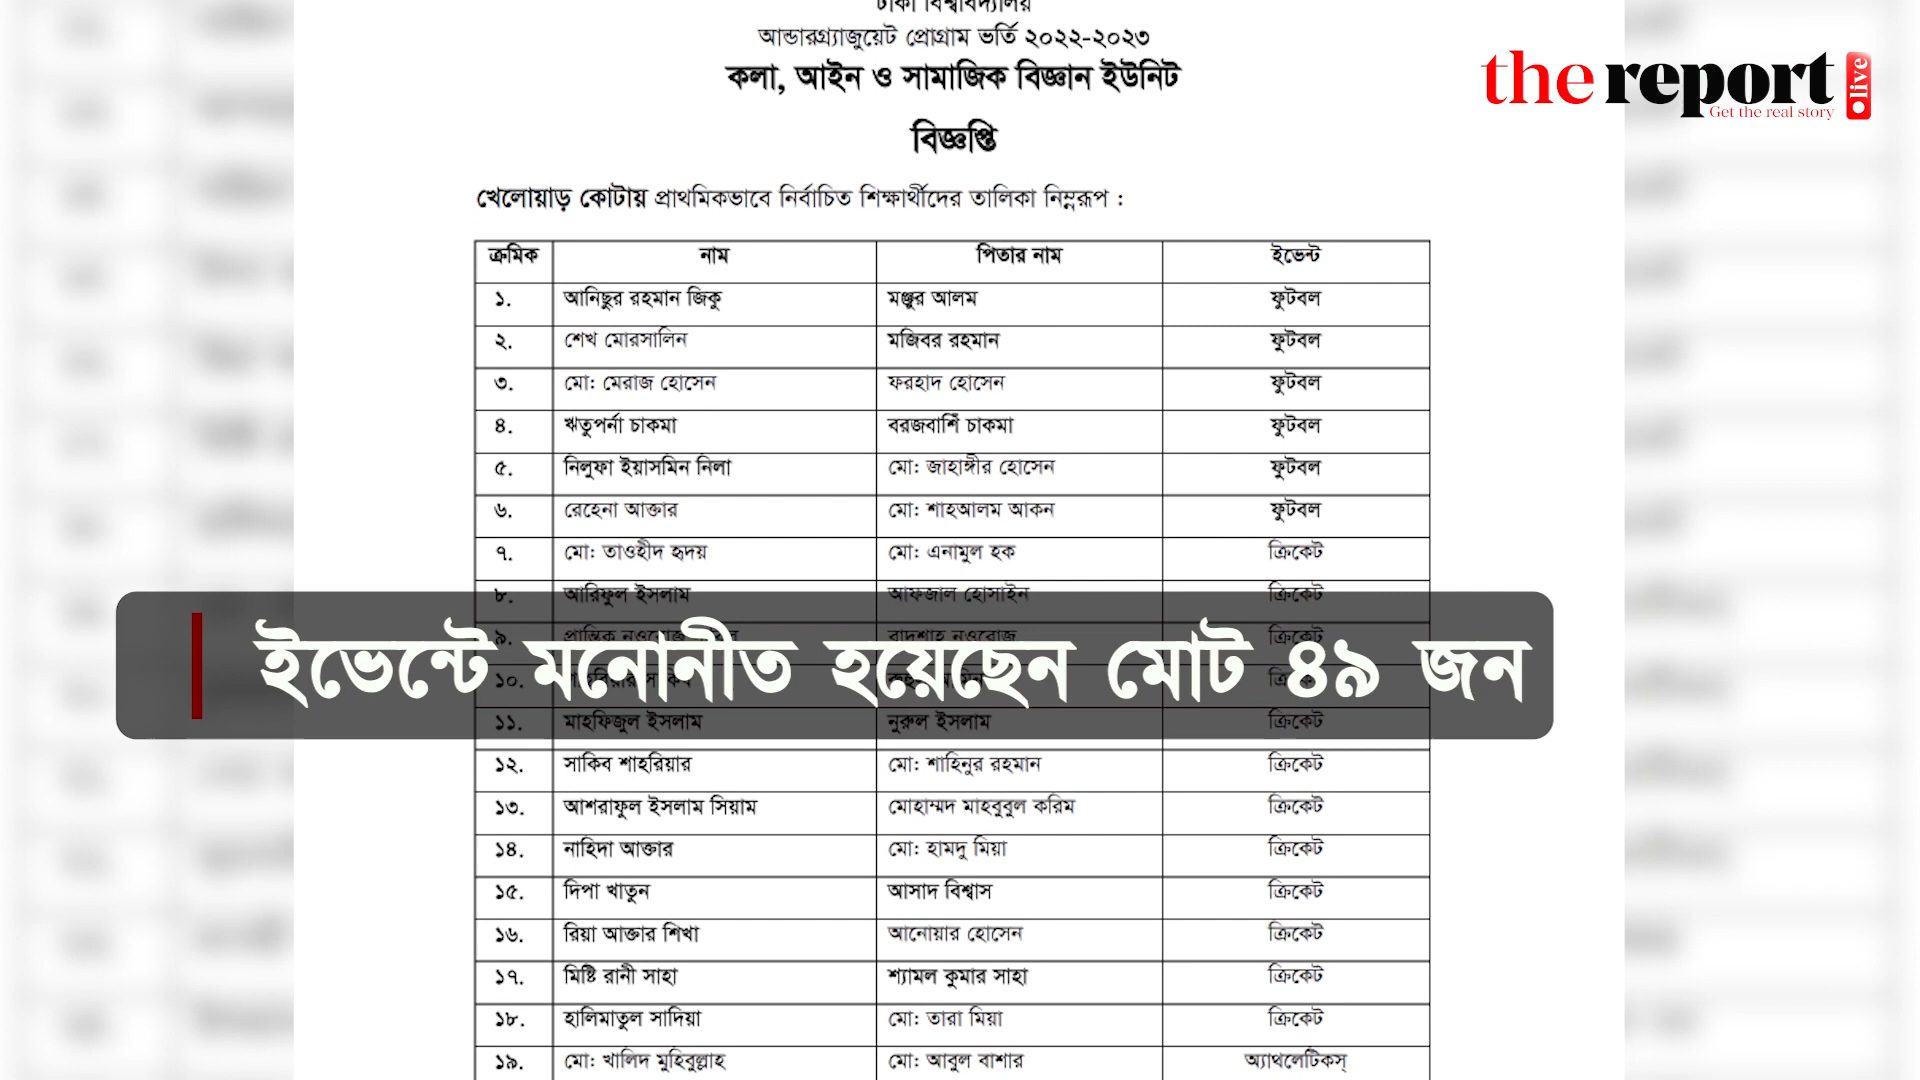 ঢাকা বিশ্ববিদ্যালয়
আন্ডারগ্র্যাজুয়েট প্রোগ্রাম ভর্তি ২০২২-২০২৩
কলা, আইন ও সামাজিক বিজ্ঞান ইউনিট
the report live
Get the real story
বিজ্ঞপ্তি
খেলোয়াড় কোটায় প্রাথমিকভাবে নির্বাচিত শিক্ষার্থীদের তালিকা নিম্নরূপ :
ক্রমিক নাম পিতার নাম ইভেন্ট
১. আনিছুর রহমান জিকু মঞ্জুর আলম ফুটবল
২. শেখ মোরসালিন মজিবর রহমান ফুটবল
৩. মো: মেরাজ হোসেন ফরহাদ হোসেন ফুটবল
৪. ঋতুপর্না চাকমা বরজবাশিঁ চাকমা ফুটবল
৫. নিলুফা ইয়াসমিন নিলা মো: জাহাঙ্গীর হোসেন ফুটবল
৬. রেহেনা আক্তার মো: শাহআলম আকন ফুটবল
৭. মো: তাওহীদ হৃদয় মো: এনামুল হক ক্রিকেট
৮. আরিফুল ইসলাম আফজাল হোসাইন ক্রিকেট
৯. প্রান্তিক নওরোজ বাদশাহ নওরোজ ক্রিকেট
ইভেন্টে মনোনীত হয়েছেন মোট ৪৯ জন
১০.
১১. মাহফিজুল ইসলাম নুরুল ইসলাম ক্রিকেট
১২. সাকিব শাহরিয়ার মো: শাহিনুর রহমান ক্রিকেট
১৩. আশরাফুল ইসলাম সিয়াম মোহাম্মদ মাহবুবুল করিম ক্রিকেট
১৪. নাহিদা আক্তার মো: হামদু মিয়া ক্রিকেট
১৫. দিপা খাতুন আসাদ বিশ্বাস ক্রিকেট
১৬. রিয়া আক্তার শিখা আনোয়ার হোসেন ক্রিকেট
১৭. মিষ্টি রানী সাহা শ্যামল কুমার সাহা ক্রিকেট
১৮. হালিমাতুল সাদিয়া মো: তারা মিয়া ক্রিকেট
১৯. মো: খালিদ মুহিবুল্লাহ মো: আবুল বাশার অ্যাথলেটিকস্